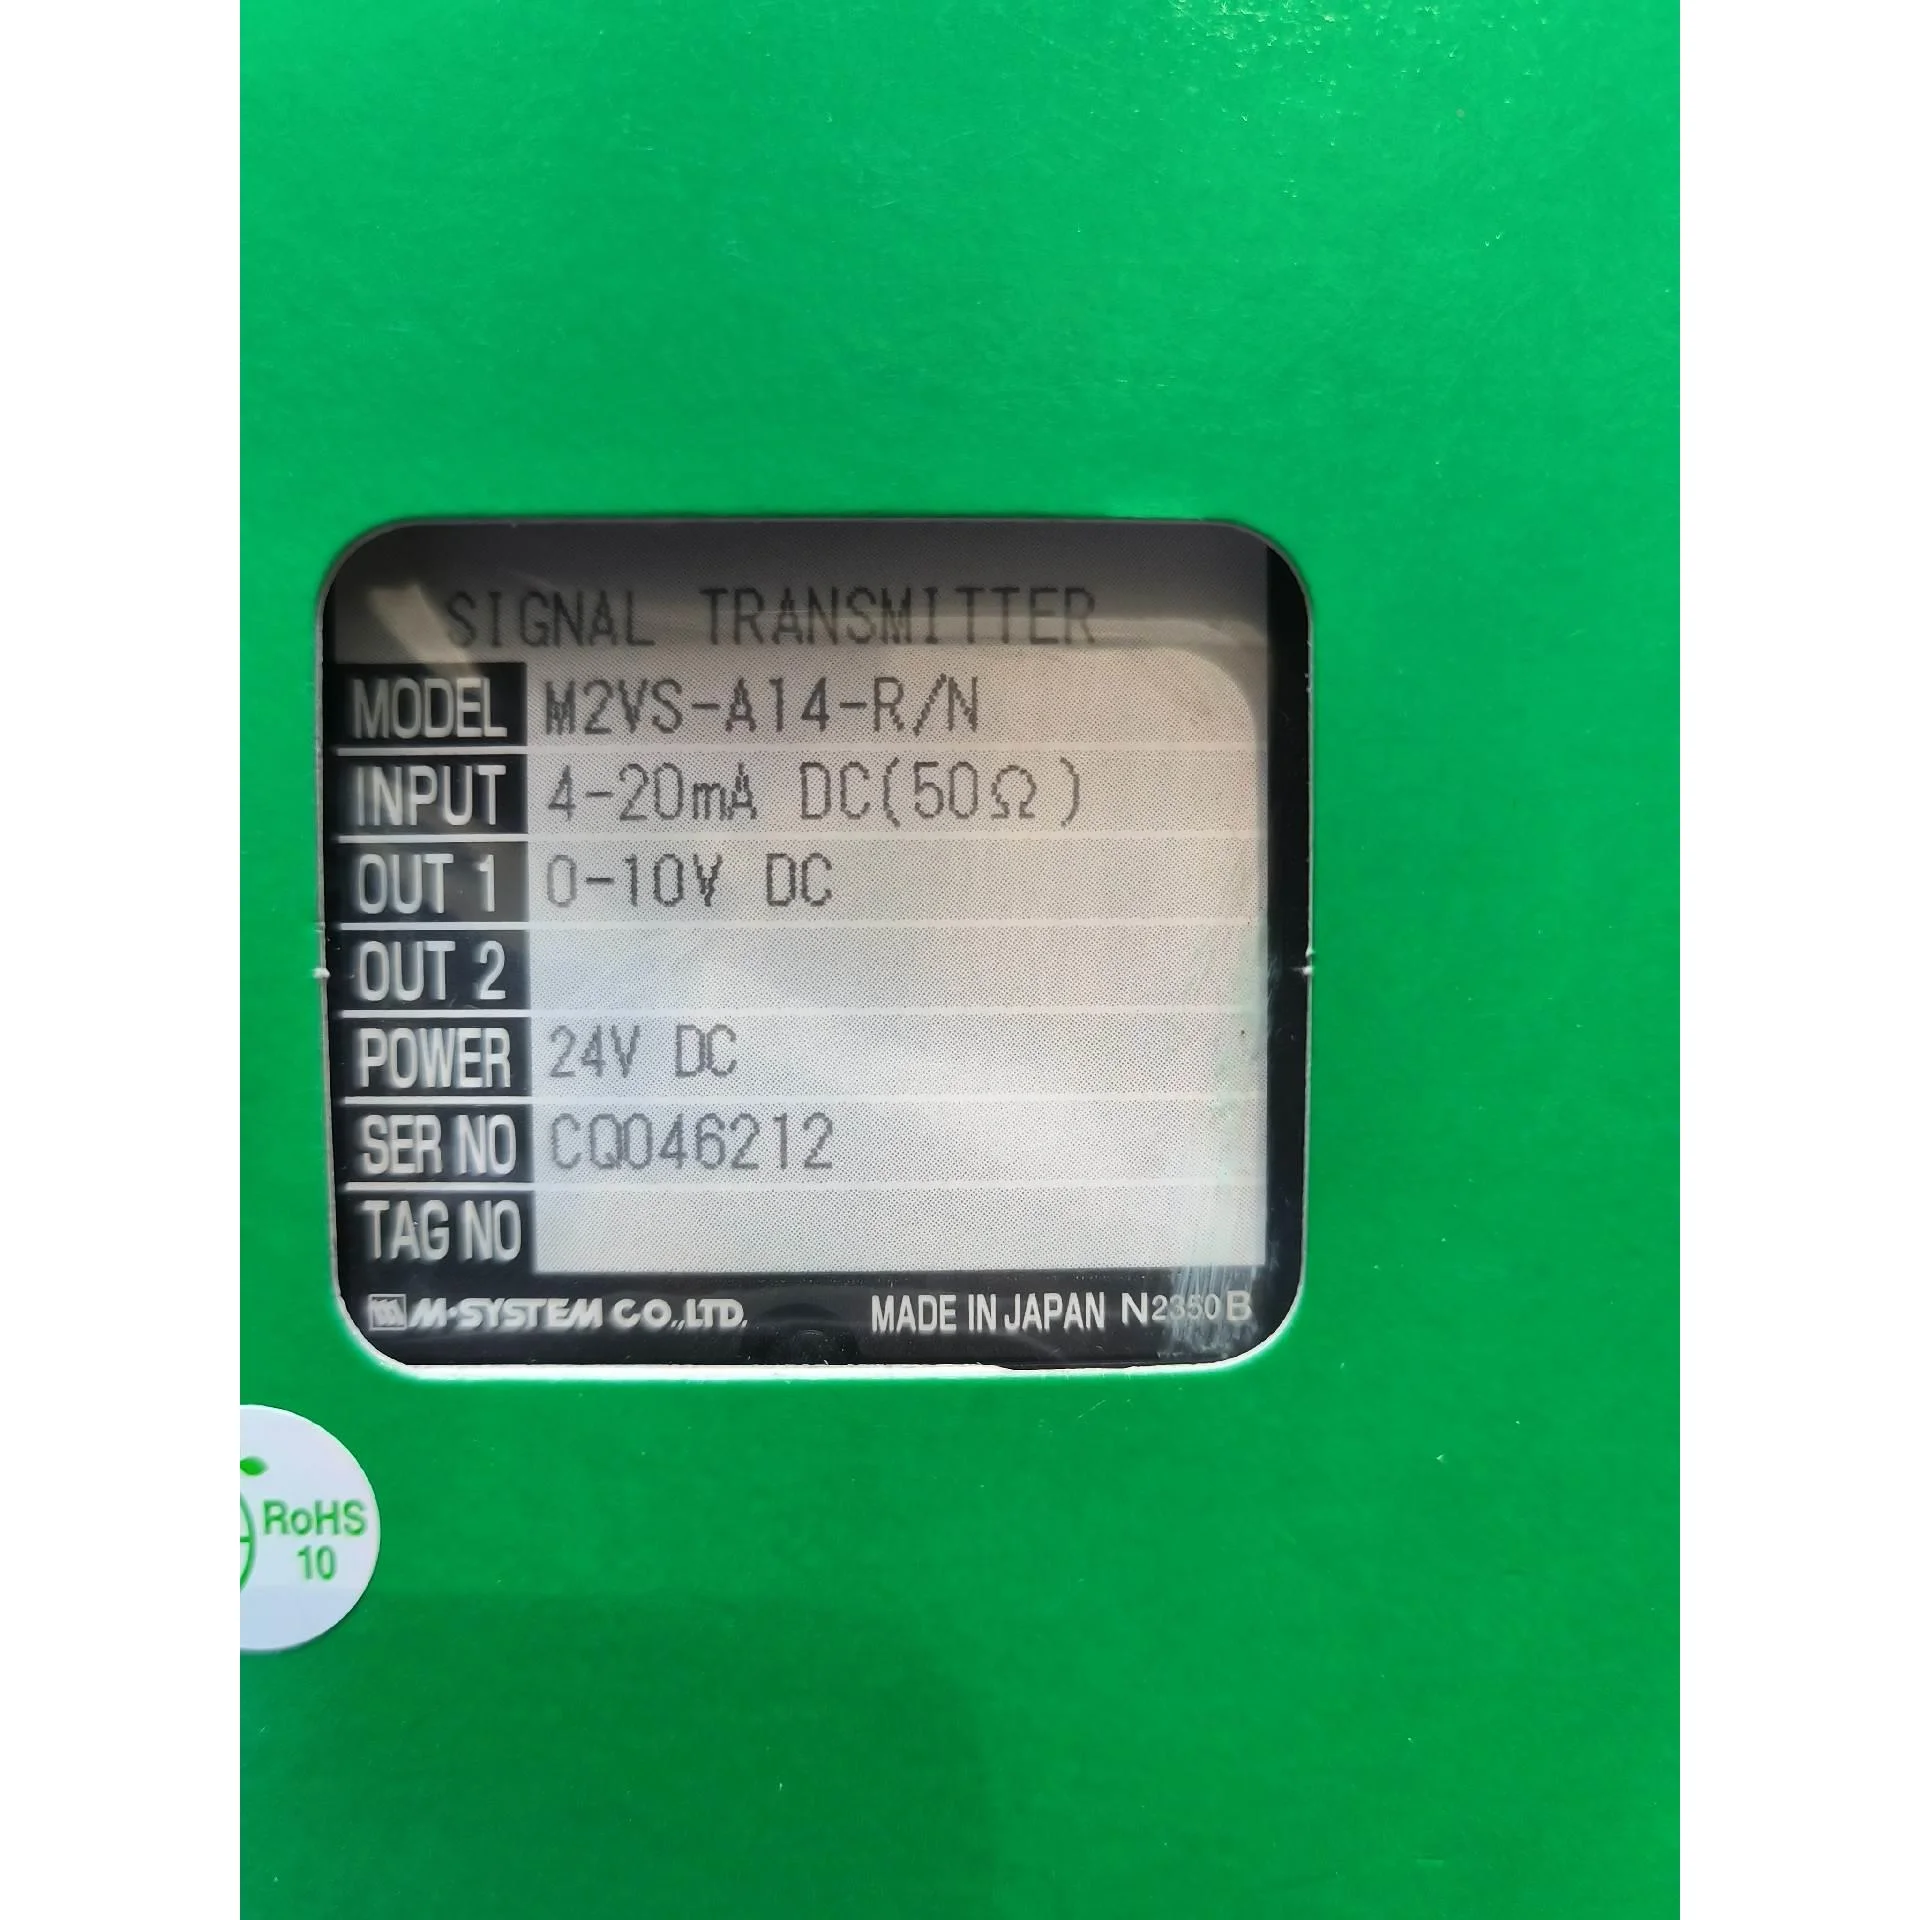 SIGNAL TRANSMITTER
MODEL M2VS-A14-R/N
INPUT 4-20mA DC(50Ω)
OUT 1 0-10V DC
OUT 2
POWER 24V DC
SER NO CQ046212
TAG NO
M-SYSTEM CO.,LTD. MADE IN JAPAN N2350B
RoHS
10